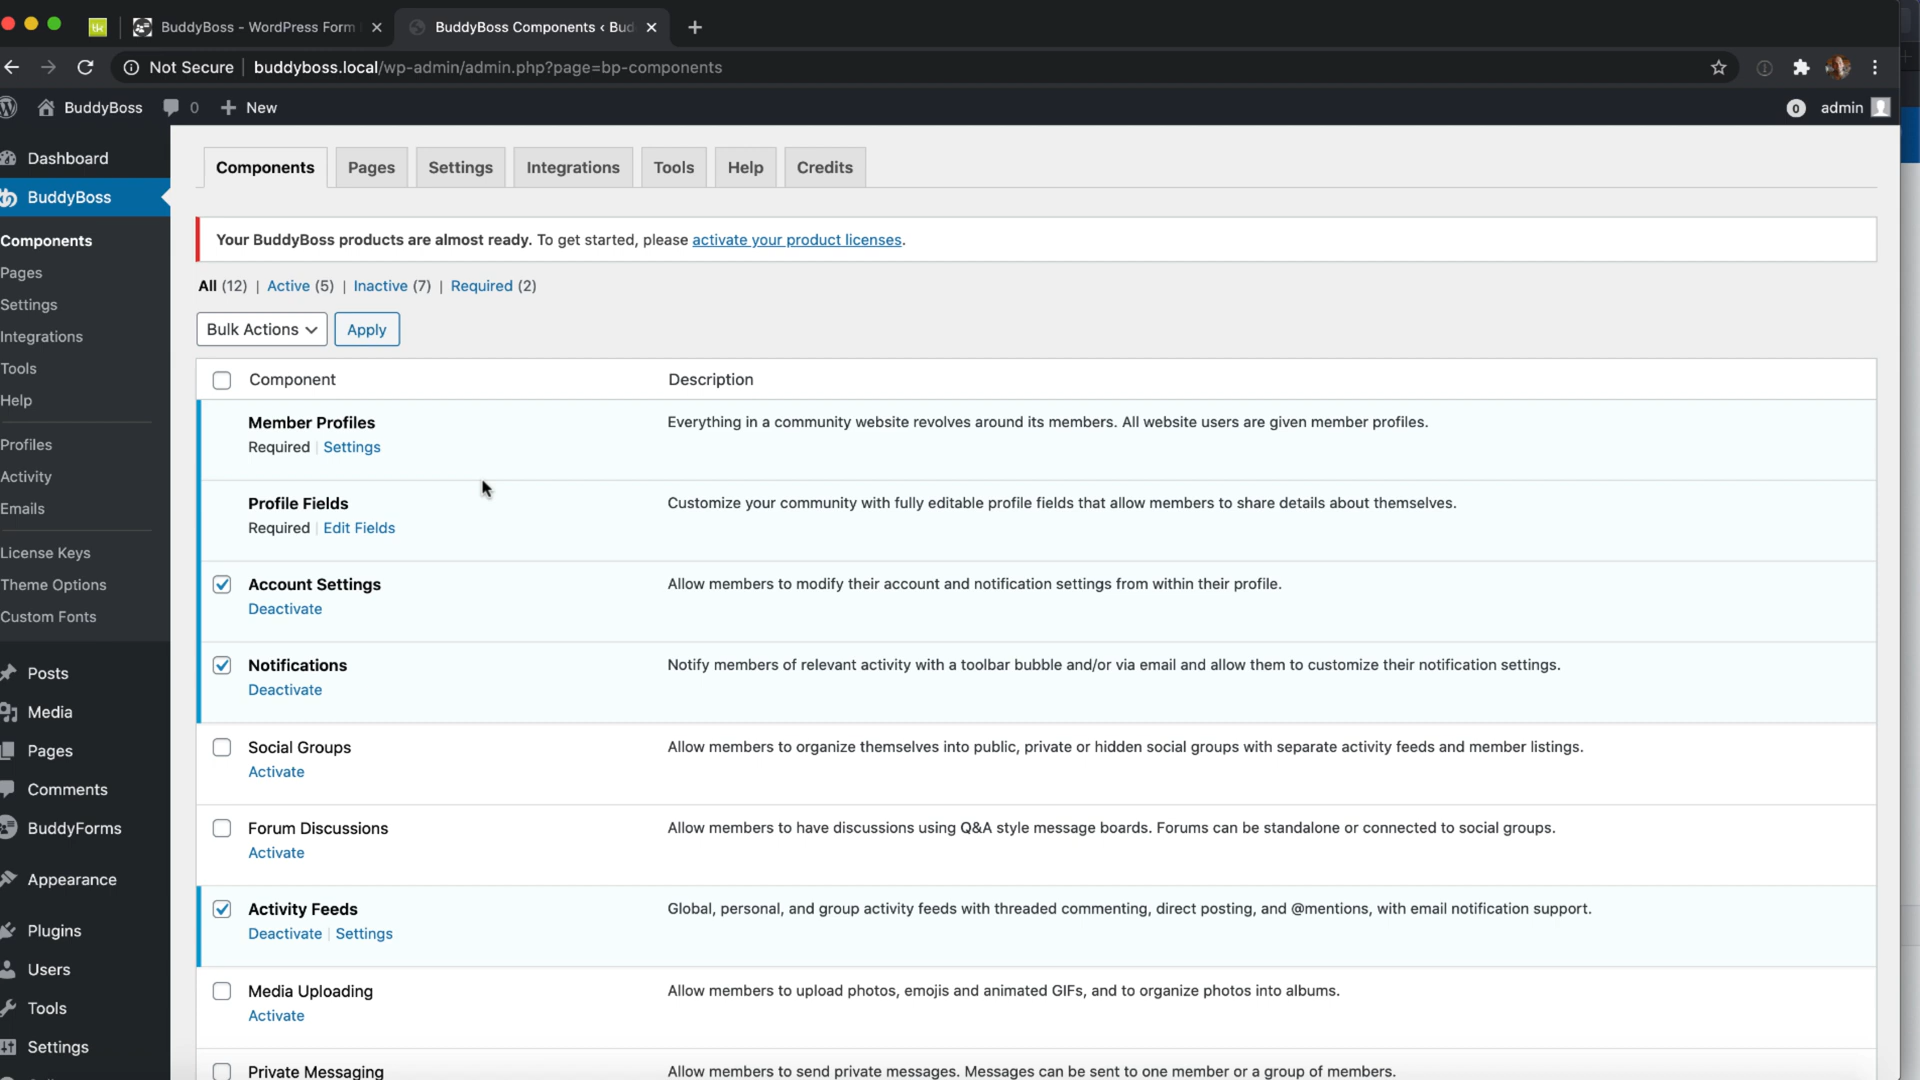 BuddyBoss - WordPress Form
BuddyBoss Components ‹ Bud
Not Secure buddyboss.local/wp-admin/admin.php?page=bp-components
BuddyBoss 0 New
0 admin
Dashboard
BuddyBoss
Components
Pages
Settings
Integrations
Tools
Help
Profiles
Activity
Emails
License Keys
Theme Options
Custom Fonts
Posts
Media
Pages
Comments
BuddyForms
Appearance
Plugins
Users
Tools
Settings
Components Pages Settings Integrations Tools Help Credits
Your BuddyBoss products are almost ready. To get started, please activate your product licenses.
All (12) | Active (5) | Inactive (7) | Required (2)
Bulk Actions Apply
Component Description
Member Profiles Everything in a community website revolves around its members. All website users are given member profiles.
Required | Settings
Profile Fields Customize your community with fully editable profile fields that allow members to share details about themselves.
Required | Edit Fields
Account Settings Allow members to modify their account and notification settings from within their profile.
Deactivate
Notifications Notify members of relevant activity with a toolbar bubble and/or via email and allow them to customize their notification settings.
Deactivate
Social Groups Allow members to organize themselves into public, private or hidden social groups with separate activity feeds and member listings.
Activate
Forum Discussions Allow members to have discussions using Q&A style message boards. Forums can be standalone or connected to social groups.
Activate
Activity Feeds Global, personal, and group activity feeds with threaded commenting, direct posting, and @mentions, with email notification support.
Deactivate | Settings
Media Uploading Allow members to upload photos, emojis and animated GIFs, and to organize photos into albums.
Activate
Private Messaging Allow members to send private messages. Messages can be sent to one member or a group of members.